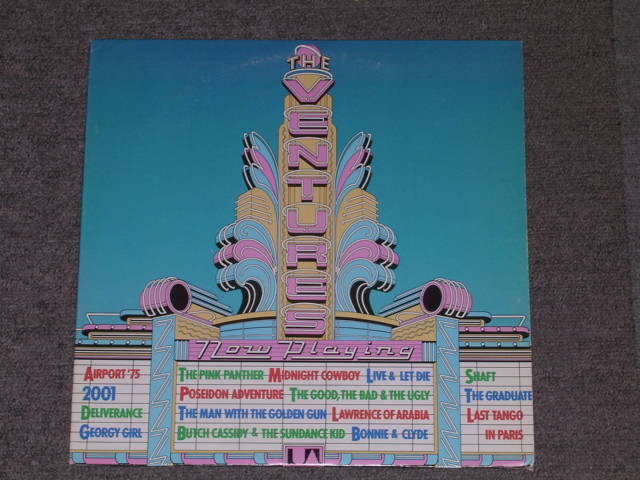 THE
VENTURES
Now Playing
AIRPORT '75
2001
DELIVERANCE
GEORGY GIRL
THE PINK PANTHER MIDNIGHT COWBOY LIVE & LET DIE
POSEIDON ADVENTURE THE GOOD, THE BAD & THE UGLY
THE MAN WITH THE GOLDEN GUN LAWRENCE OF ARABIA
BUTCH CASSIDY & THE SUNDANCE KID BONNIE & CLYDE
SHAFT
THE GRADUATE
LAST TANGO
IN PARIS
UA